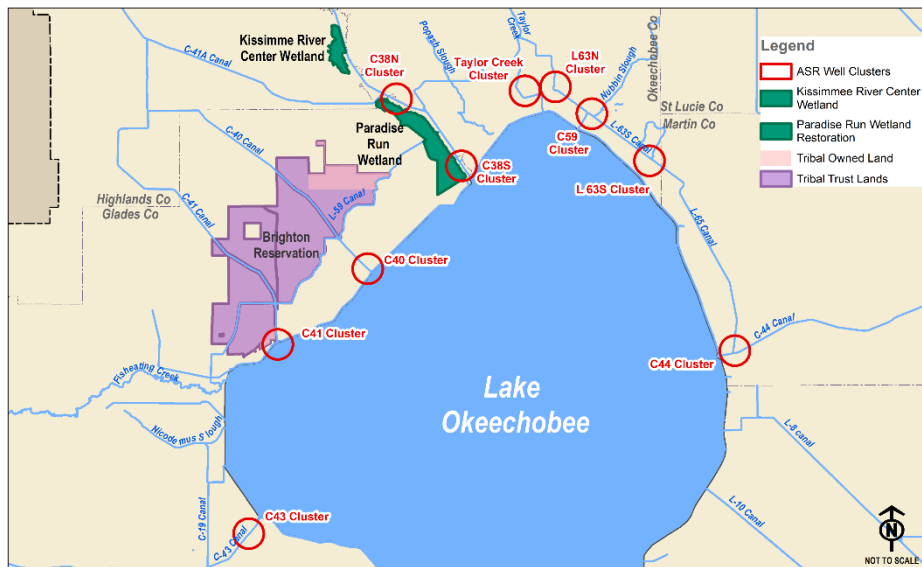 Kissimme River
Center Wetland
C-41A Canal
C38N
Cluster
Popash Slough
Taylor
Creek
Taylor Creek
Cluster
L63N
Cluster
Nubbin Slough
Okeechobee Co
St Lucie Co
Martin Co
C-40 Canal
Paradise
Run
Wetland
C38S
Cluster
C59
Cluster
L-63S Canal
L 63S Cluster
Highlands Co
Glades Co
C-41 Canal
L-59 Canal
Brighton
Reservation
C40 Cluster
L-65 Canal
C41 Cluster
C-44 Canal
C44 Cluster
Fisheating Creek
Lake
Okeechobee
Nicodemus Slough
L-8 canal
C-19 Canal
C43 Cluster
C-43 Canal
L-10 Canal
Legend
ASR Well Clusters
Kissimmee River Center
Wetland
Paradise Run Wetland
Restoration
Tribal Owned Land
Tribal Trust Lands
N
NOT TO SCALE